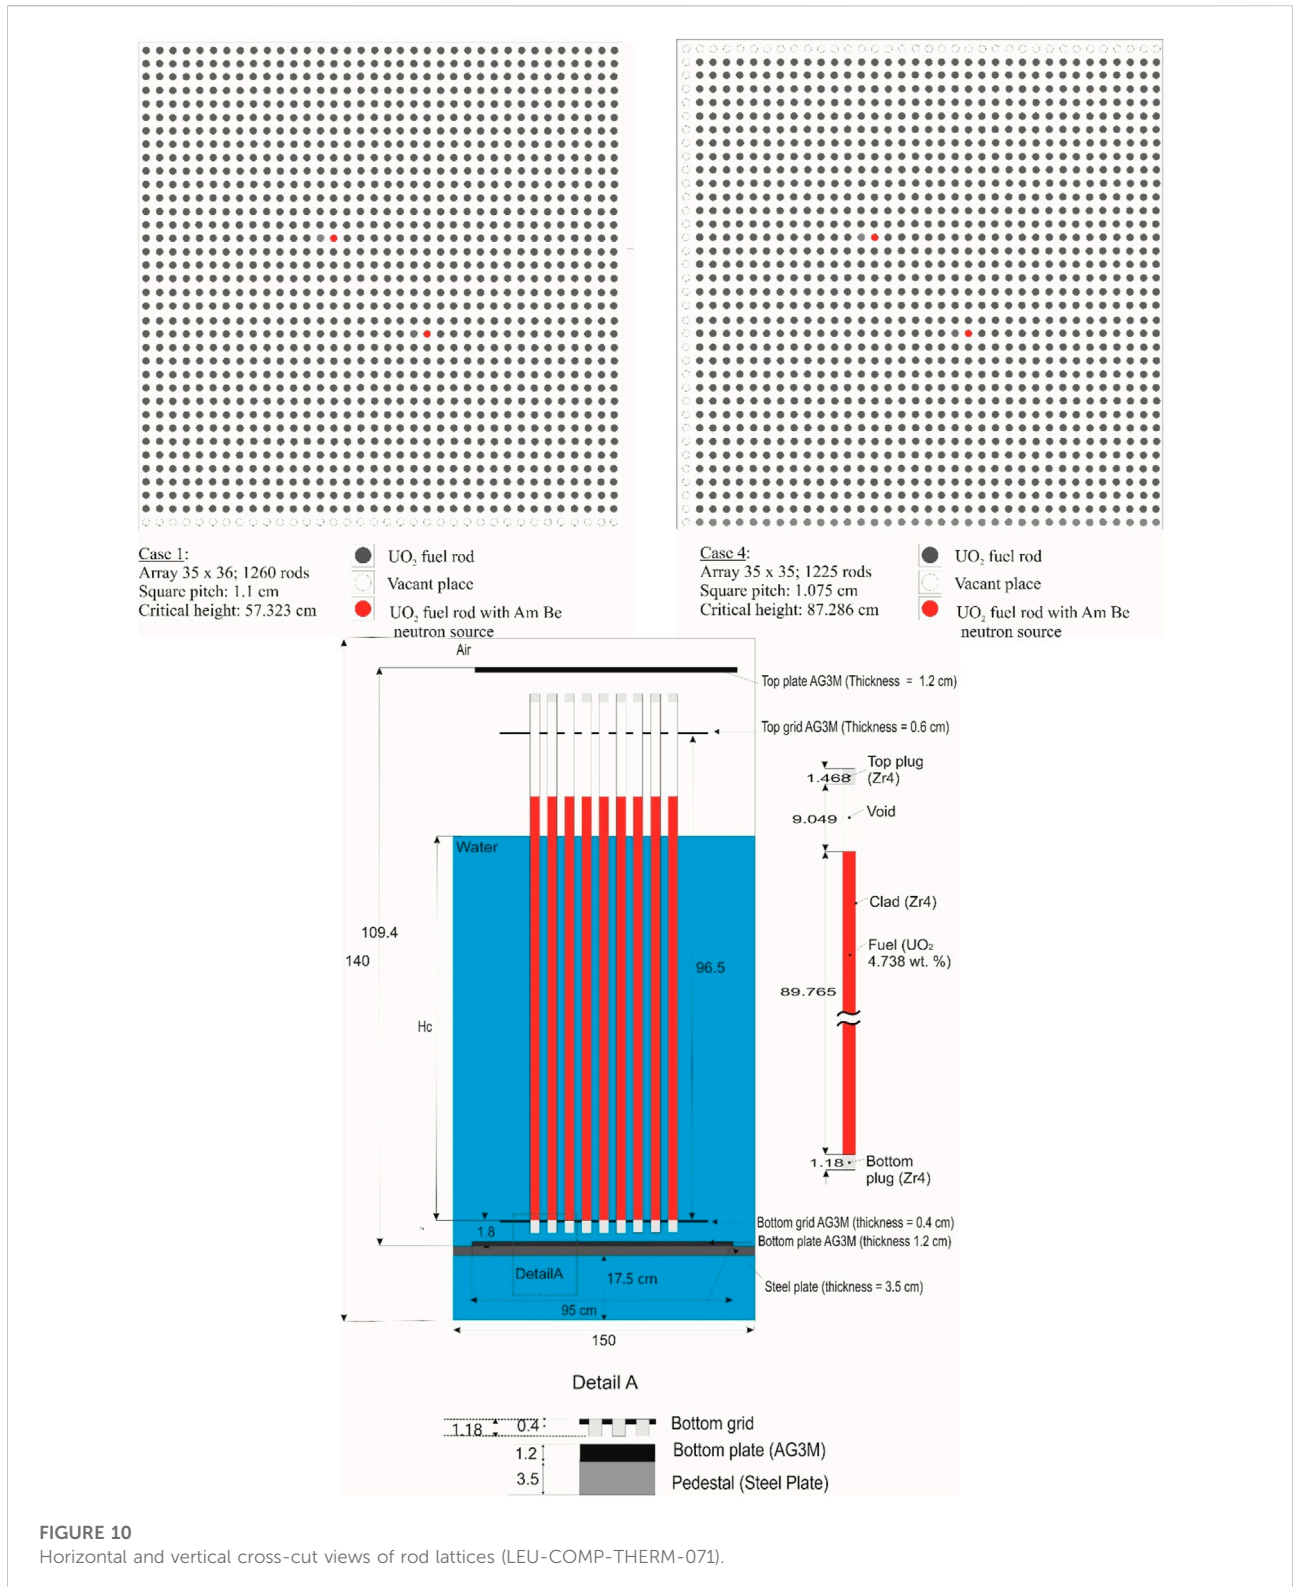 Case 1:
Array 35 x 36; 1260 rods
Square pitch: 1.1 cm
Critical height: 57.323 cm
UO₂ fuel rod
Vacant place
UO₂ fuel rod with Am Be
neutron source
Case 4:
Array 35 x 35; 1225 rods
Square pitch: 1.075 cm
Critical height: 87.286 cm
UO₂ fuel rod
Vacant place
UO₂ fuel rod with Am Be
neutron source
Air
Top plate AG3M (Thickness = 1.2 cm)
Top grid AG3M (Thickness = 0.6 cm)
Top plug
(Zr4)
1.468
Void
9.049
Water
Clad (Zr4)
109.4
Fuel (UO₂
4.738 wt. %)
140
96.5
89.765
Hc
1.18
Bottom
plug (Zr4)
Bottom grid AG3M (thickness = 0.4 cm)
1.8
Bottom plate AG3M (thickness 1.2 cm)
DetailA
17.5 cm
Steel plate (thickness = 3.5 cm)
95 cm
150
Detail A
1.18
0.4
Bottom grid
1.2
Bottom plate (AG3M)
3.5
Pedestal (Steel Plate)
FIGURE 10
Horizontal and vertical cross-cut views of rod lattices (LEU-COMP-THERM-071).